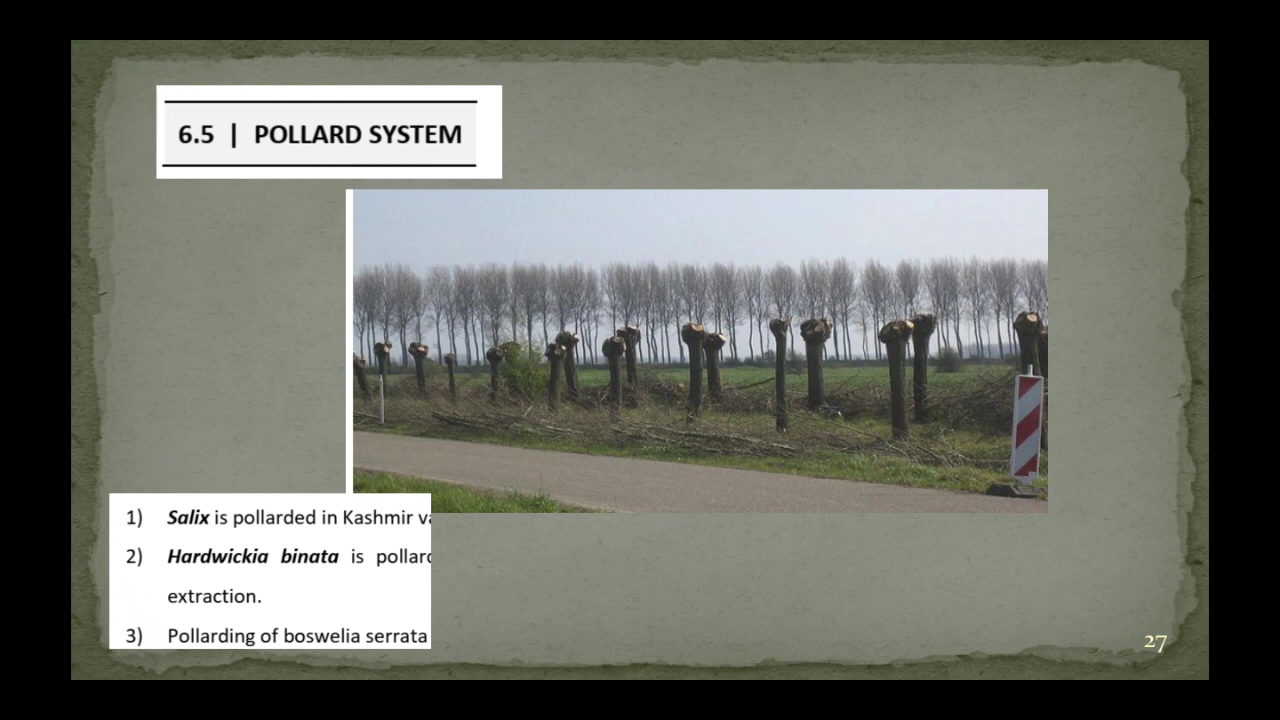 6.5 | POLLARD SYSTEM
1) Salix is pollarded in Kashmir
2) Hardwickia binata is
extraction.
3) Pollarding of boswelia serrata
27